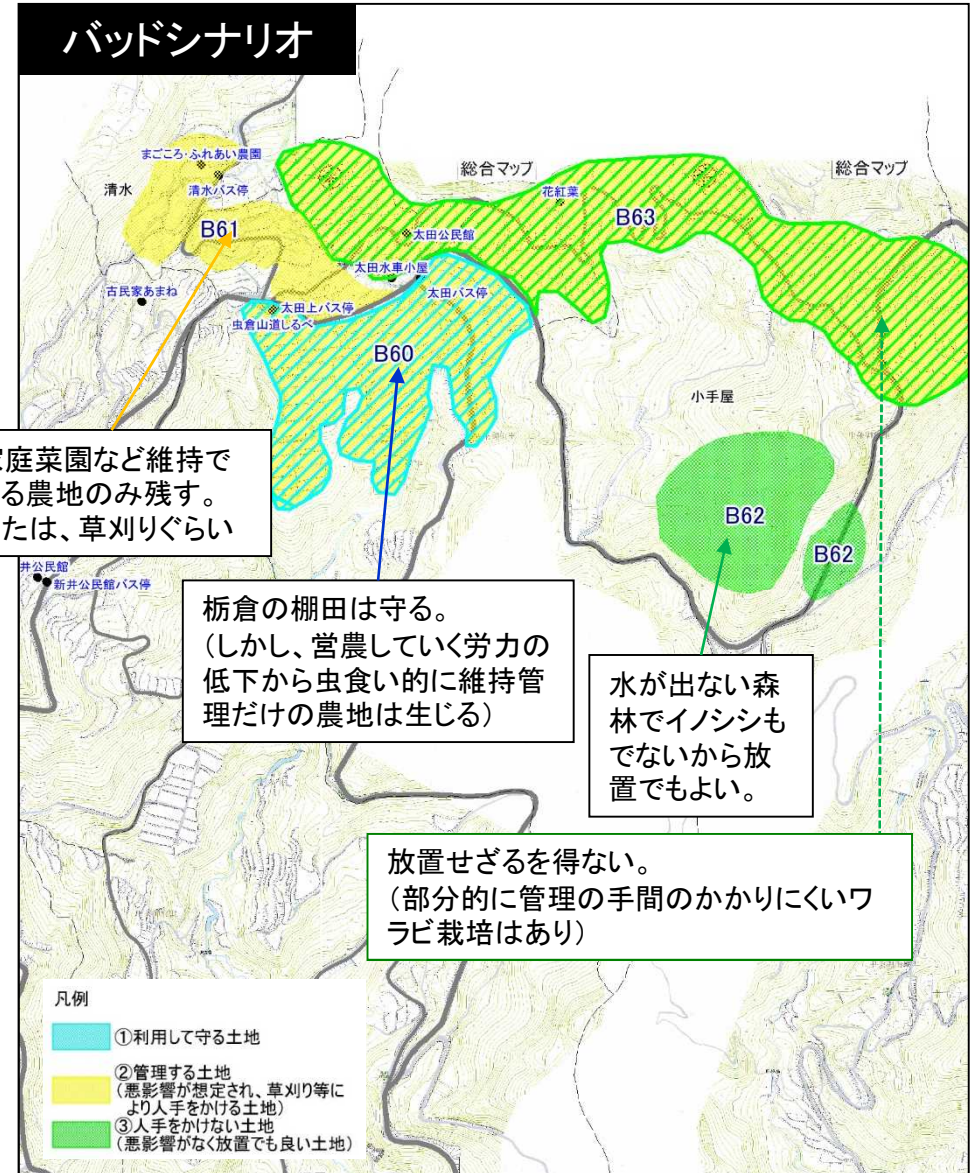 バッドシナリオ
まごころ・ふれあい農園
総合マップ
総合マップ
清水
清水バス停
花紅葉
B63
B61
太田公民館
太田水車小屋
古民家あまね
太田バス停
太田上バス停
虫倉山道しるべ
B60
小手屋
家庭菜園など維持で
る農地のみ残す。
たは、草刈りぐらい
B62
B62
井公民館
新井公民館バス停
栃倉の棚田は守る。
(しかし、営農していく労力の
低下から虫食い的に維持管
理だけの農地は生じる)
水が出ない森
林でイノシシも
でないから放
置でもよい。
放置せざるを得ない。
(部分的に管理の手間のかかりにくいワ
ラビ栽培はあり)
凡例
①利用して守る土地
②管理する土地
(悪影響が想定され、草刈り等に
より人手をかける土地)
③人手をかけない土地
(悪影響がなく放置でも良い土地)